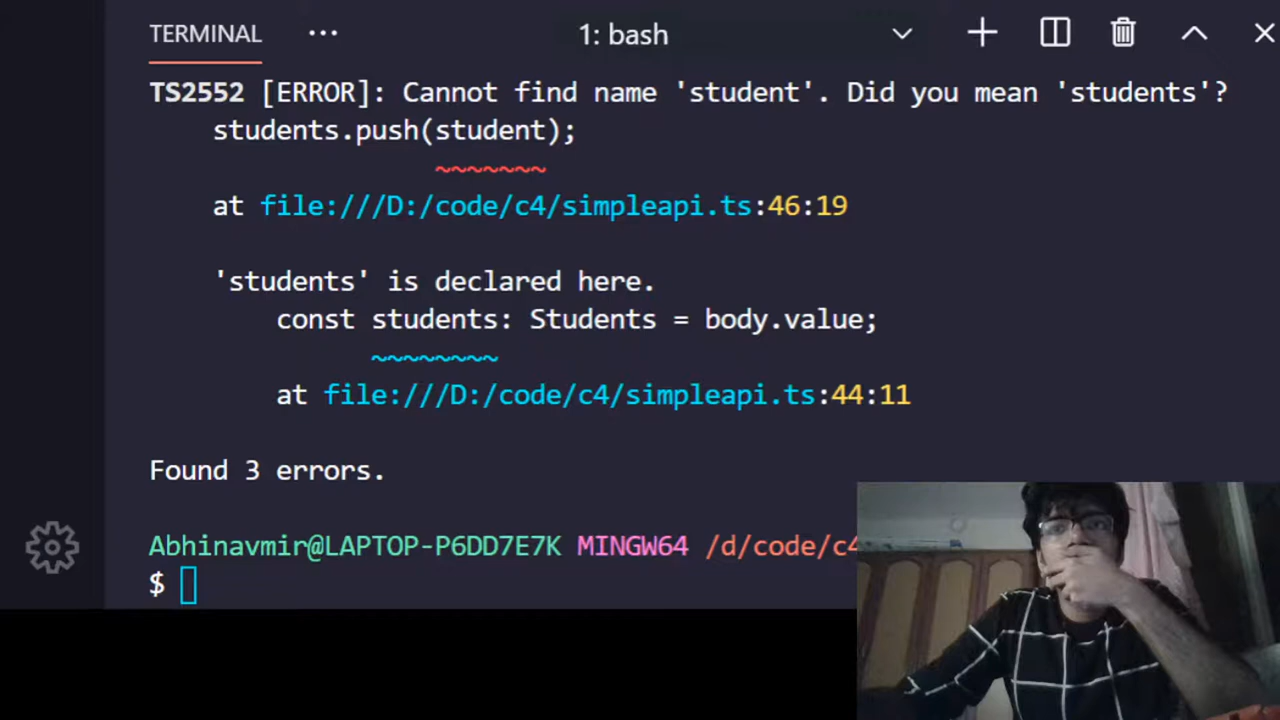 TERMINAL ... 1: bash
TS2552 [ERROR]: Cannot find name 'student'. Did you mean 'students'?
students.push(student);
~~~~~~~
at file:///D:/code/c4/simpleapi.ts:46:19
'students' is declared here.
const students: Students = body.value;
~~~~~~~~
at file:///D:/code/c4/simpleapi.ts:44:11
Found 3 errors.
Abhinavmir@LAPTOP-P6DD7E7K MINGW64 /d/code/c4
$